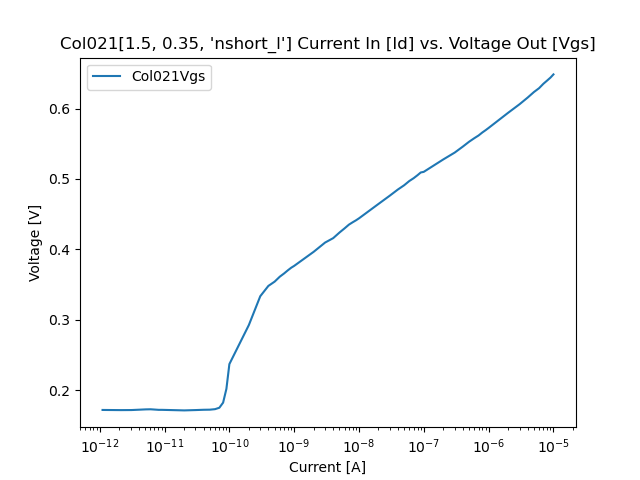 Col021[1.5, 0.35, 'nshort_l'] Current In [Id] vs. Voltage Out [Vgs]
Col021Vgs
0.6
0.5
0.4
0.3
0.2
Voltage [V]
10⁻¹² 10⁻¹¹ 10⁻¹⁰ 10⁻⁹ 10⁻⁸ 10⁻⁷ 10⁻⁶ 10⁻⁵
Current [A]